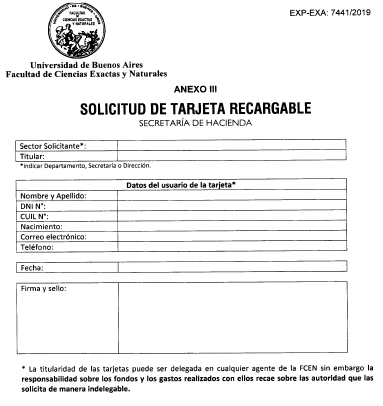 EXP-EXA: 7441/2019
FACULTAD
DE
CIENCIAS EXACTAS
Y NATURALES
Universidad de Buenos Aires
Facultad de Ciencias Exactas y Naturales
ANEXO III
SOLICITUD DE TARJETA RECARGABLE
SECRETARÍA DE HACIENDA
Sector Solicitante*:
Titular:
*Indicar Departamento, Secretaría o Dirección.
Datos del usuario de la tarjeta*
Nombre y Apellido:
DNI N°:
CUIL N°:
Nacimiento:
Correo electrónico:
Teléfono:
Fecha:
Firma y sello:
* La titularidad de las tarjetas puede ser delegada en cualquier agente de la FCEN sin embargo la
responsabilidad sobre los fondos y los gastos realizados con ellos recae sobre las autoridad que las
solicita de manera indelegable.